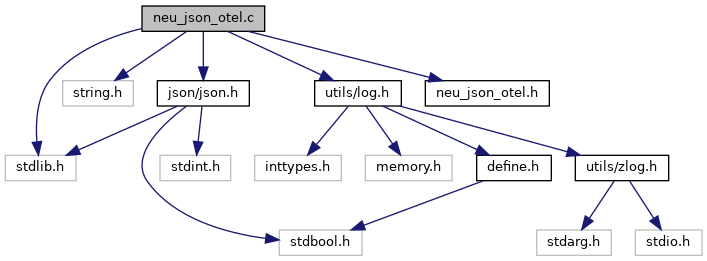 neu_json_otel.c
string.h
json/json.h
utils/log.h
neu_json_otel.h
stdlib.h
stdint.h
inttypes.h
memory.h
define.h
utils/zlog.h
stdbool.h
stdarg.h
stdio.h